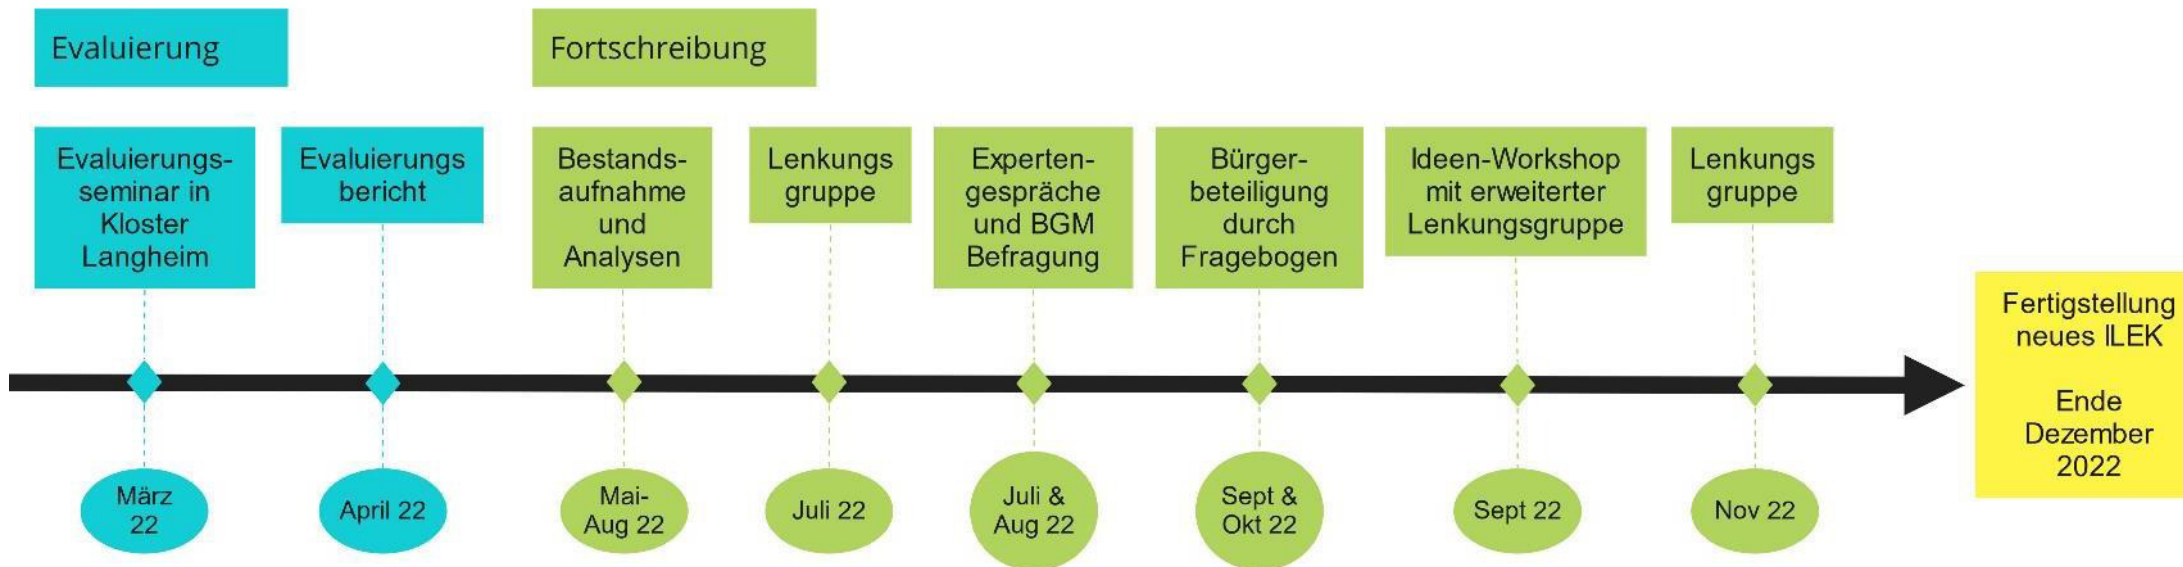 Evaluierung
Fortschreibung
Evaluierungs-
seminar in
Kloster
Langheim
Evaluierungs
bericht
Bestands-
aufnahme
und
Analysen
Lenkungs
gruppe
Experten-
gespräche
und BGM
Befragung
Bürger-
beteiligung
durch
Fragebogen
Ideen-Workshop
mit erweiterter
Lenkungsgruppe
Lenkungs
gruppe
Fertigstellung
neues ILEK
Ende
Dezember
2022
März
22
April 22
Mai-
Aug 22
Juli 22
Juli &
Aug 22
Sept &
Okt 22
Sept 22
Nov 22